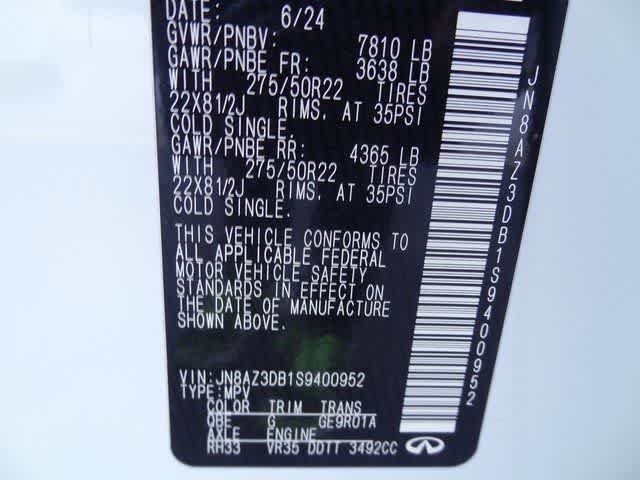 DATE: 6/24
GVWR/PNBV: 7810 LB
GAWR/PNBE FR: 3638 LB
WITH 275/50R22 TIRES
22X81/2J RIMS, AT 35PSI
COLD SINGLE.
GAWR/PNBE RR: 4365 LB
WITH 275/50R22 TIRES
22X81/2J RIMS, AT 35PSI
COLD SINGLE.
THIS VEHICLE CONFORMS TO
ALL APPLICABLE FEDERAL
MOTOR VEHICLE SAFETY
STANDARDS IN EFFECT ON
THE DATE OF MANUFACTURE
SHOWN ABOVE.
VIN: JN8AZ3DB1S9400952
TYPE: MPV
COLOR TRIM TRANS
QBE G GE9R01A
AXLE ENGINE
RH33 VR35 DDTT 3492CC
JN8AZ3DB1S9400952